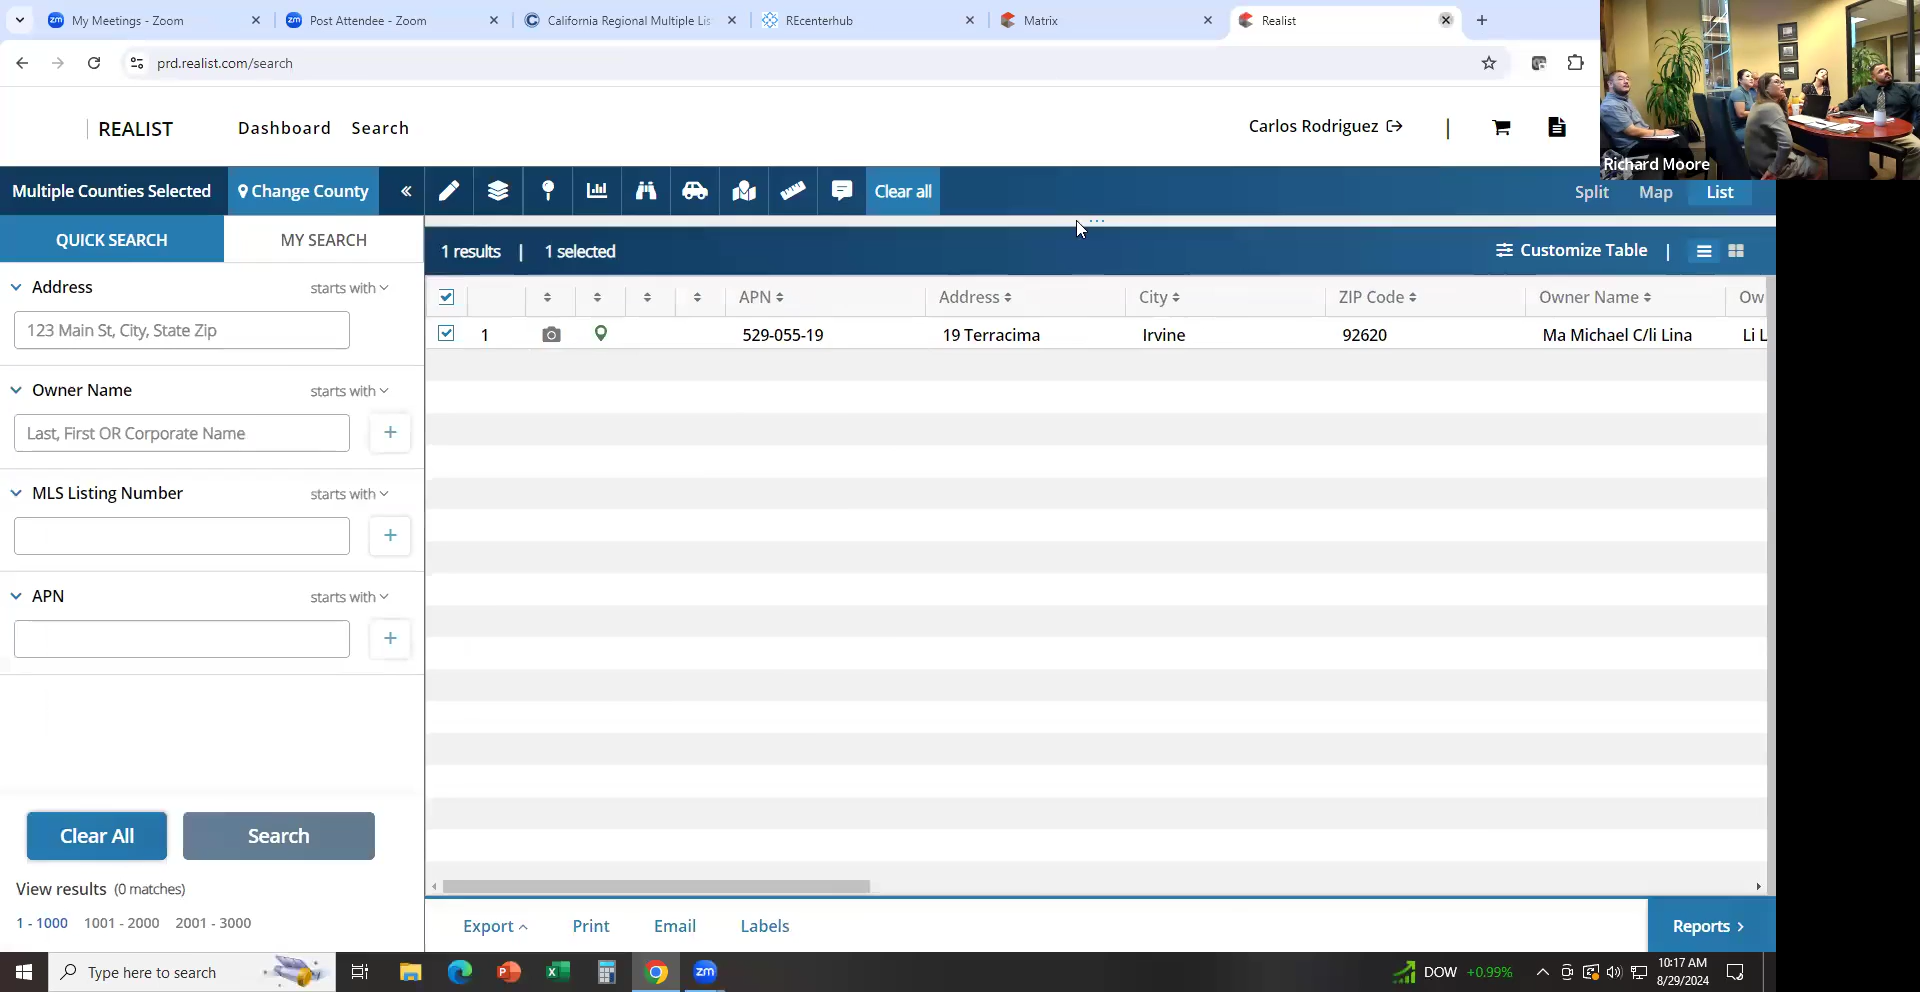 My Meetings - Zoom
Post Attendee - Zoom
California Regional Multiple Lis
REcenterhub
Matrix
Realist
prd.realist.com/search
REALIST
Dashboard
Search
Carlos Rodriguez
Richard Moore
Multiple Counties Selected
Change County
Clear all
Split
Map
List
QUICK SEARCH
MY SEARCH
1 results | 1 selected
Customize Table
Address
starts with
123 Main St, City, State Zip
Owner Name
starts with
Last, First OR Corporate Name
MLS Listing Number
starts with
APN
starts with
APN
Address
City
ZIP Code
Owner Name
Ow
1
529-055-19
19 Terracima
Irvine
92620
Ma Michael C/li Lina
Li L
Clear All
Search
View results (0 matches)
1 - 1000
1001 - 2000
2001 - 3000
Export
Print
Email
Labels
Reports
Type here to search
DOW +0.99%
10:17 AM
8/29/2024